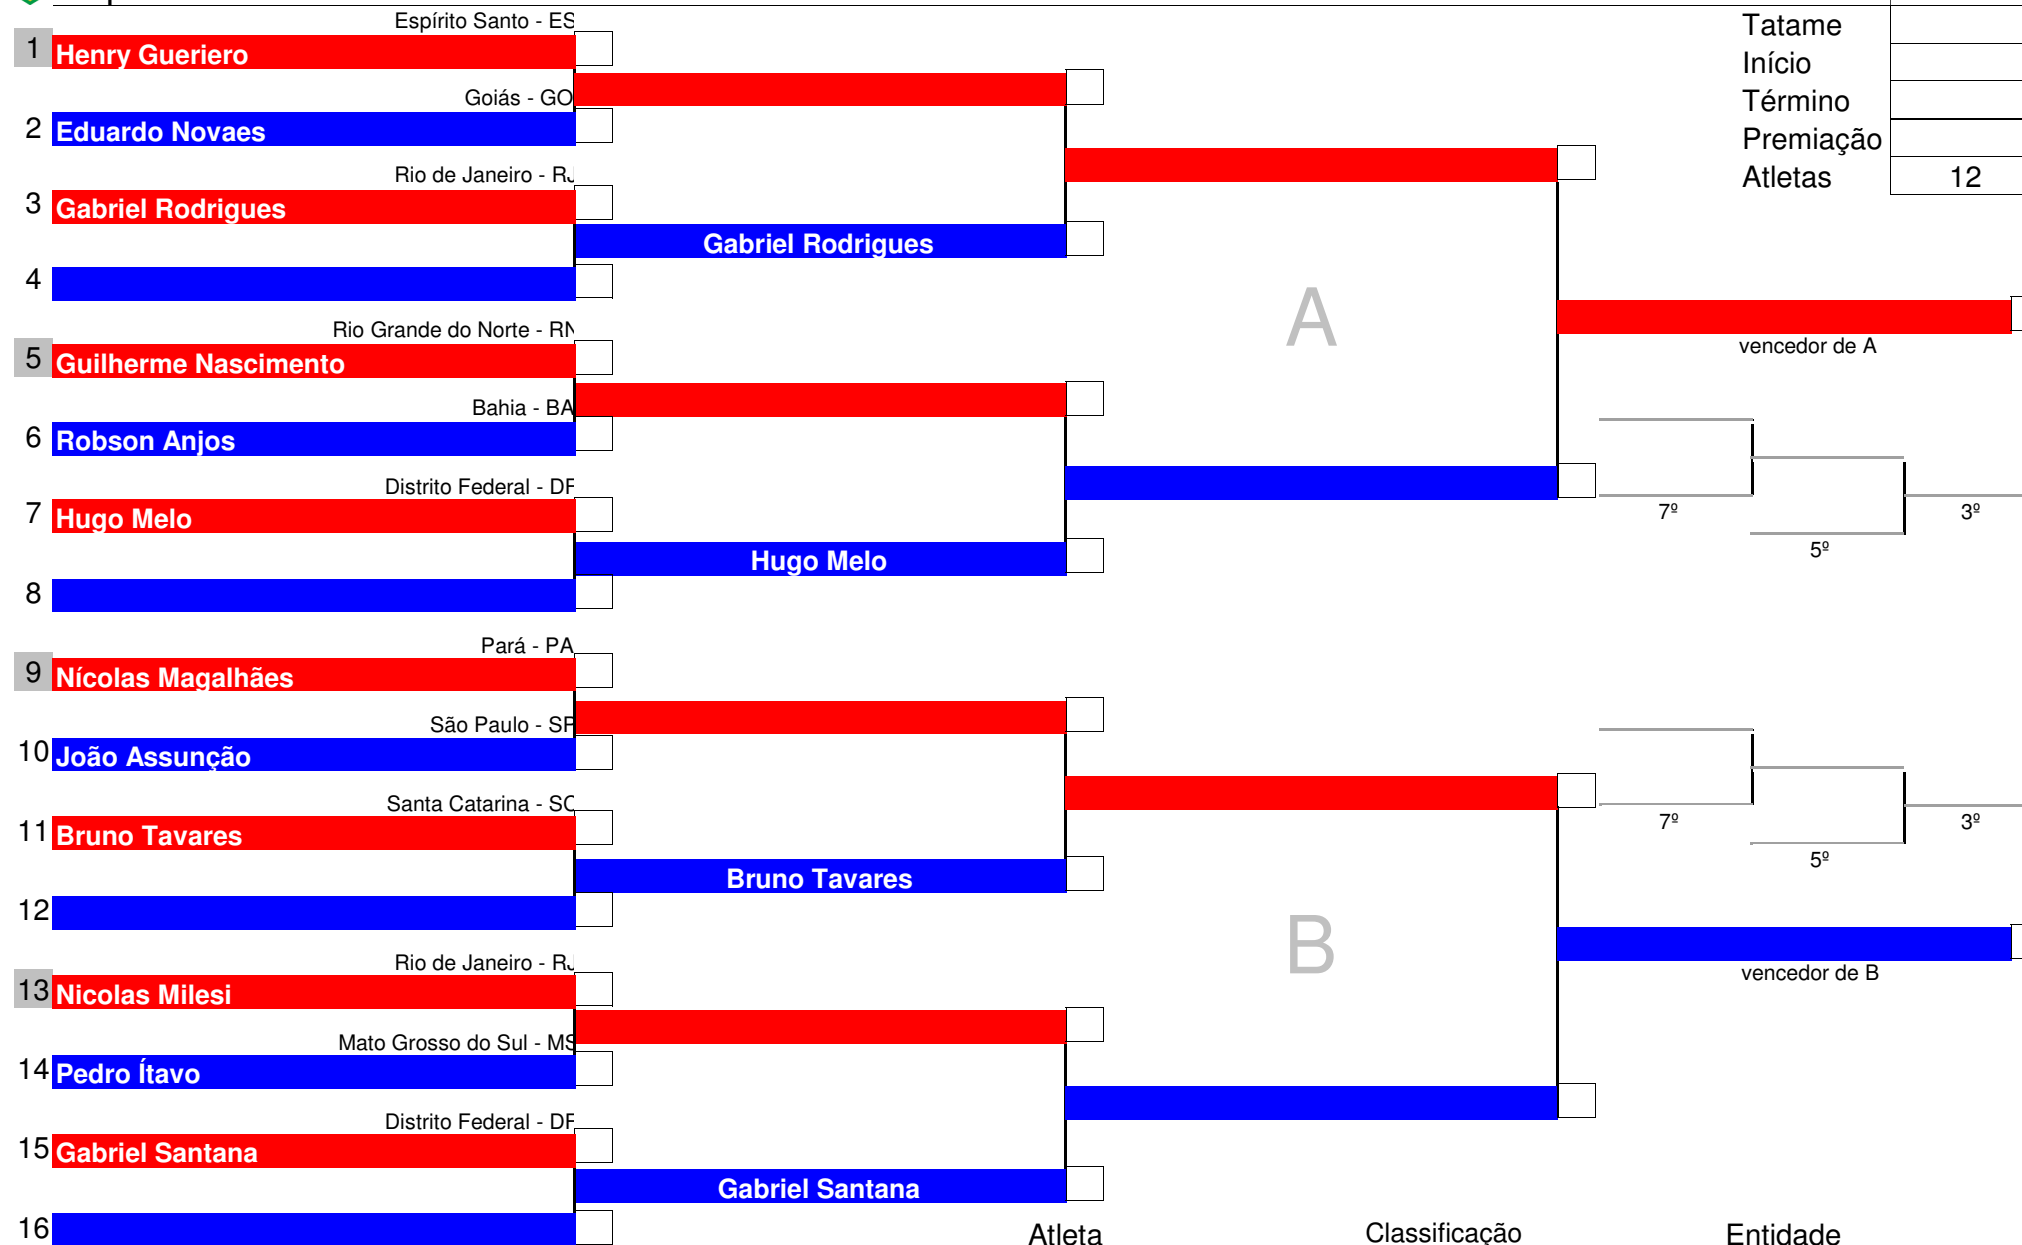 Espírito Santo - ES
1 Henry Gueriero
Goiás - GO
2 Eduardo Novaes
Rio de Janeiro - RJ
3 Gabriel Rodrigues
Gabriel Rodrigues
4
Rio Grande do Norte - RN
5 Guilherme Nascimento
Bahia - BA
6 Robson Anjos
Distrito Federal - DF
7 Hugo Melo
Hugo Melo
8
Pará - PA
9 Nícolas Magalhães
São Paulo - SP
10 João Assunção
Santa Catarina - SC
11 Bruno Tavares
Bruno Tavares
12
Rio de Janeiro - RJ
13 Nicolas Milesi
Mato Grosso do Sul - MS
14 Pedro Ítavo
Distrito Federal - DF
15 Gabriel Santana
Gabriel Santana
16
A
B
Tatame
Início
Término
Premiação
Atletas 12
vencedor de A
7º
5º
3º
7º
5º
3º
vencedor de B
Atleta Classificação Entidade